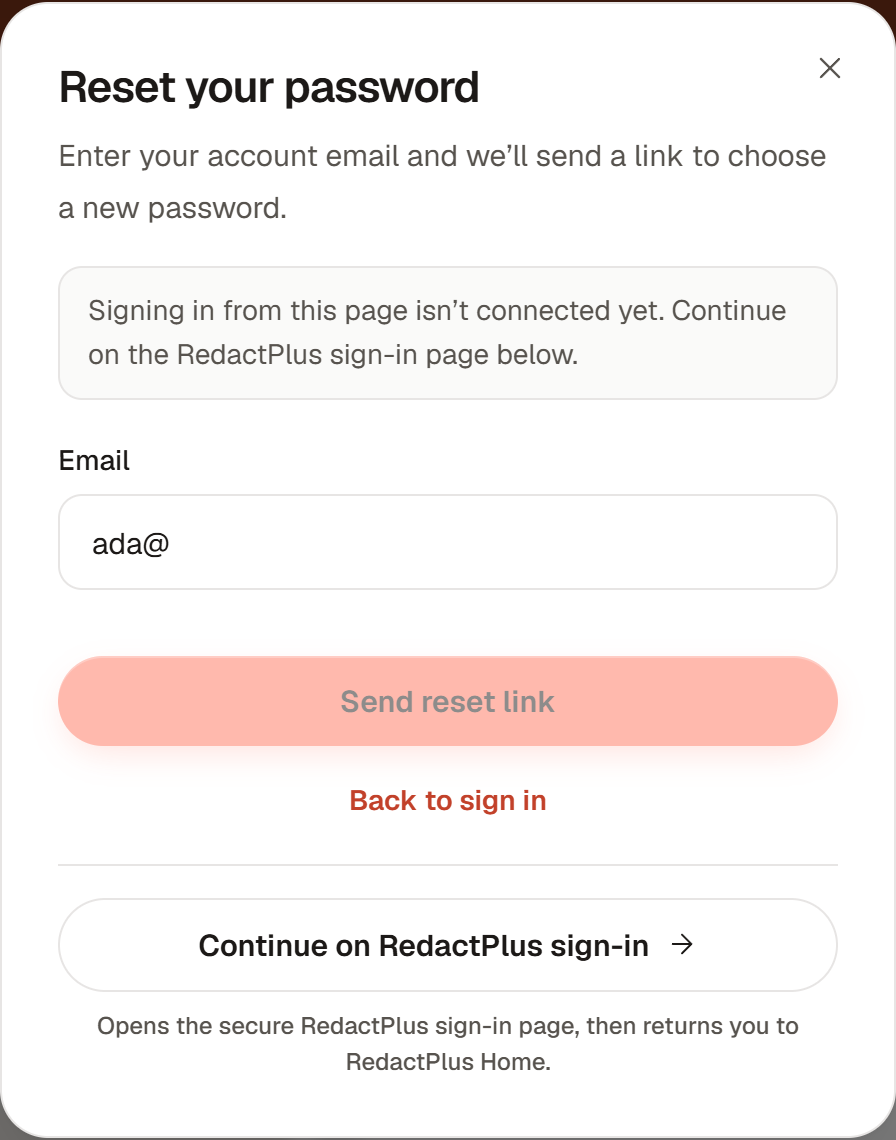 Reset your password
Enter your account email and we’ll send a link to choose
a new password.
Signing in from this page isn’t connected yet. Continue
on the RedactPlus sign-in page below.
Email
ada@
Send reset link
Back to sign in
Continue on RedactPlus sign-in →
Opens the secure RedactPlus sign-in page, then returns you to
RedactPlus Home.